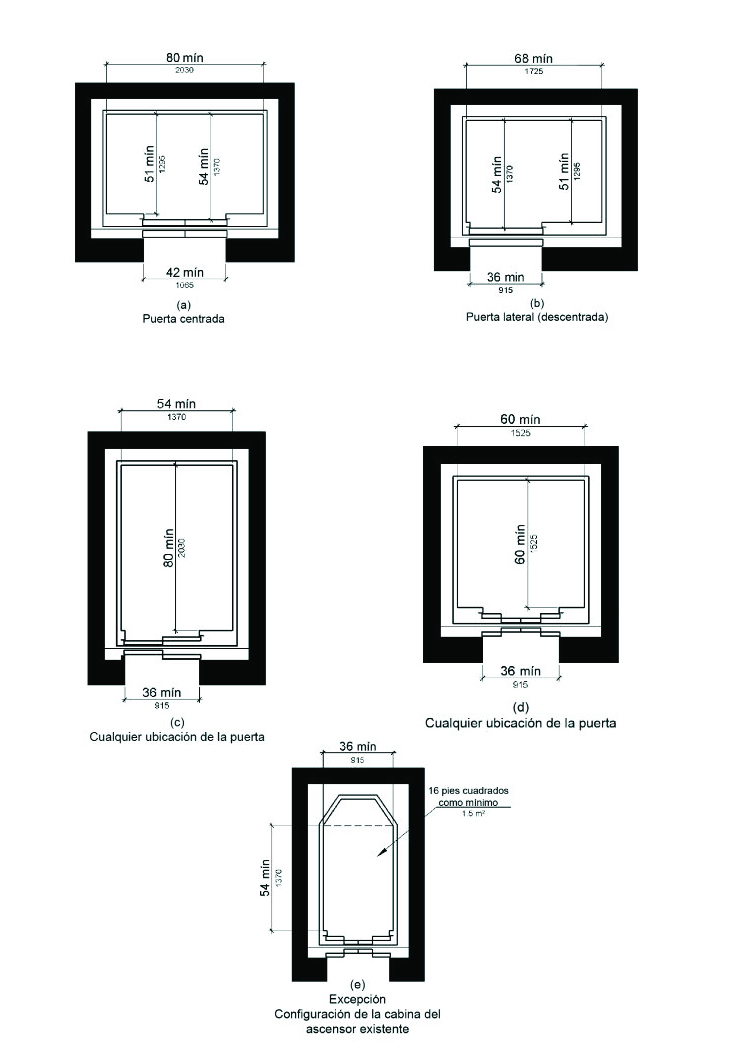 80 mín
2030
51 mín
1295
54 mín
1370
42 mín
1065
(a)
Puerta centrada
68 mín
1725
54 mín
1370
51 mín
1295
36 min
915
(b)
Puerta lateral (descentrada)
54 mín
1370
80 mín
2030
36 mín
915
(c)
Cualquier ubicación de la puerta
60 mín
1525
60 mín
1525
36 mín
915
(d)
Cualquier ubicación de la puerta
36 mín
915
16 pies cuadrados
como mínimo
1.5 m²
54 mín
1370
(e)
Excepción
Configuración de la cabina del
ascensor existente